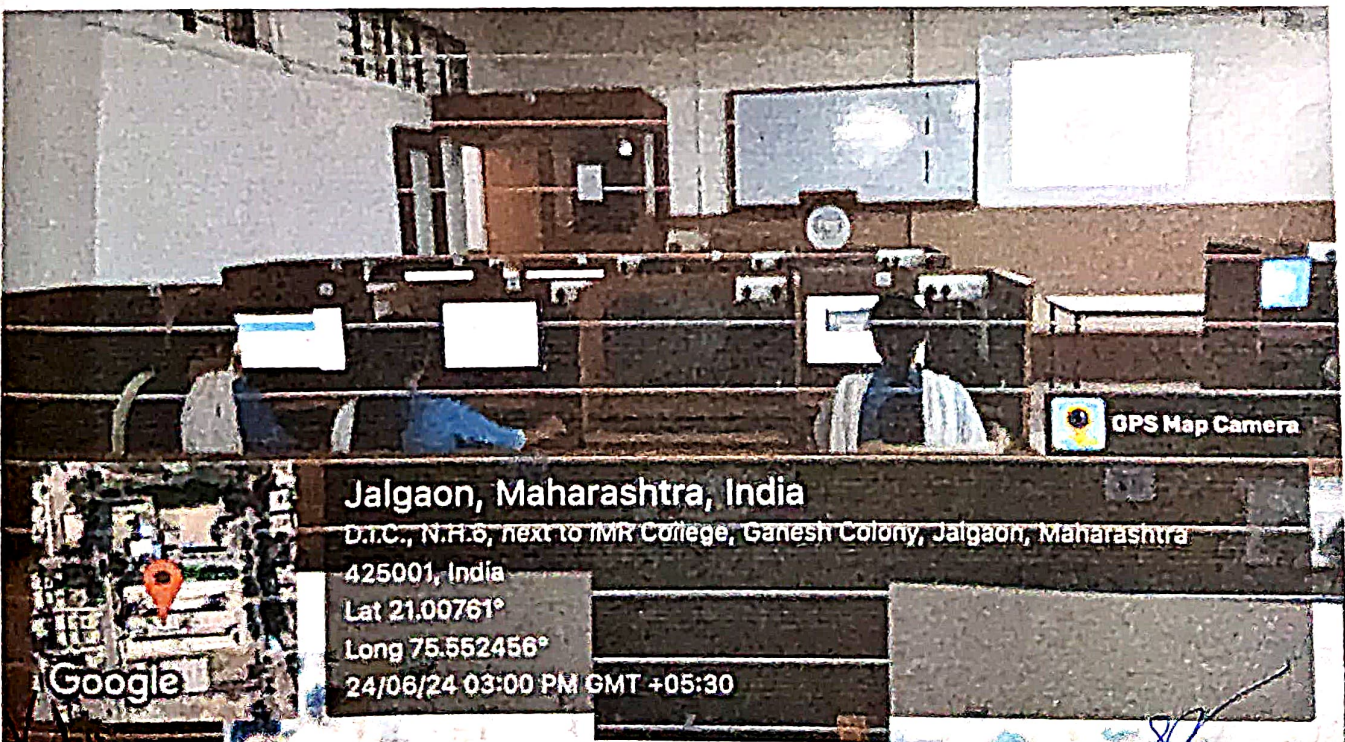 GPS Map Camera
Jalgaon, Maharashtra, India
D.I.C., N.H.6, next to IMR College, Ganesh Colony, Jalgaon, Maharashtra
425001, India
Lat 21.00761°
Long 75.552456°
24/06/24 03:00 PM GMT +05:30
Google